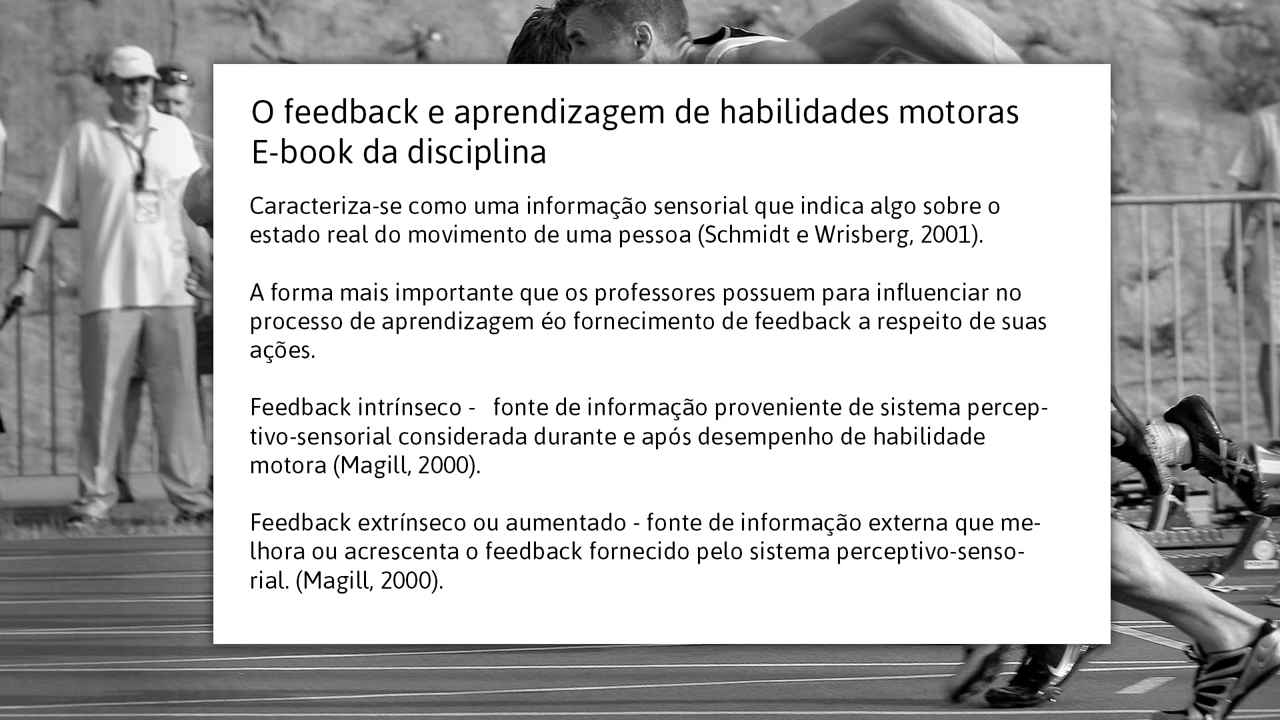 O feedback e aprendizagem de habilidades motoras
E-book da disciplina
Caracteriza-se como uma informação sensorial que indica algo sobre o
estado real do movimento de uma pessoa (Schmidt e Wrisberg, 2001).
A forma mais importante que os professores possuem para influenciar no
processo de aprendizagem éo fornecimento de feedback a respeito de suas
ações.
Feedback intrínseco -   fonte de informação proveniente de sistema percep-
tivo-sensorial considerada durante e após desempenho de habilidade
motora (Magill, 2000).
Feedback extrínseco ou aumentado - fonte de informação externa que me-
lhora ou acrescenta o feedback fornecido pelo sistema perceptivo-senso-
rial. (Magill, 2000).